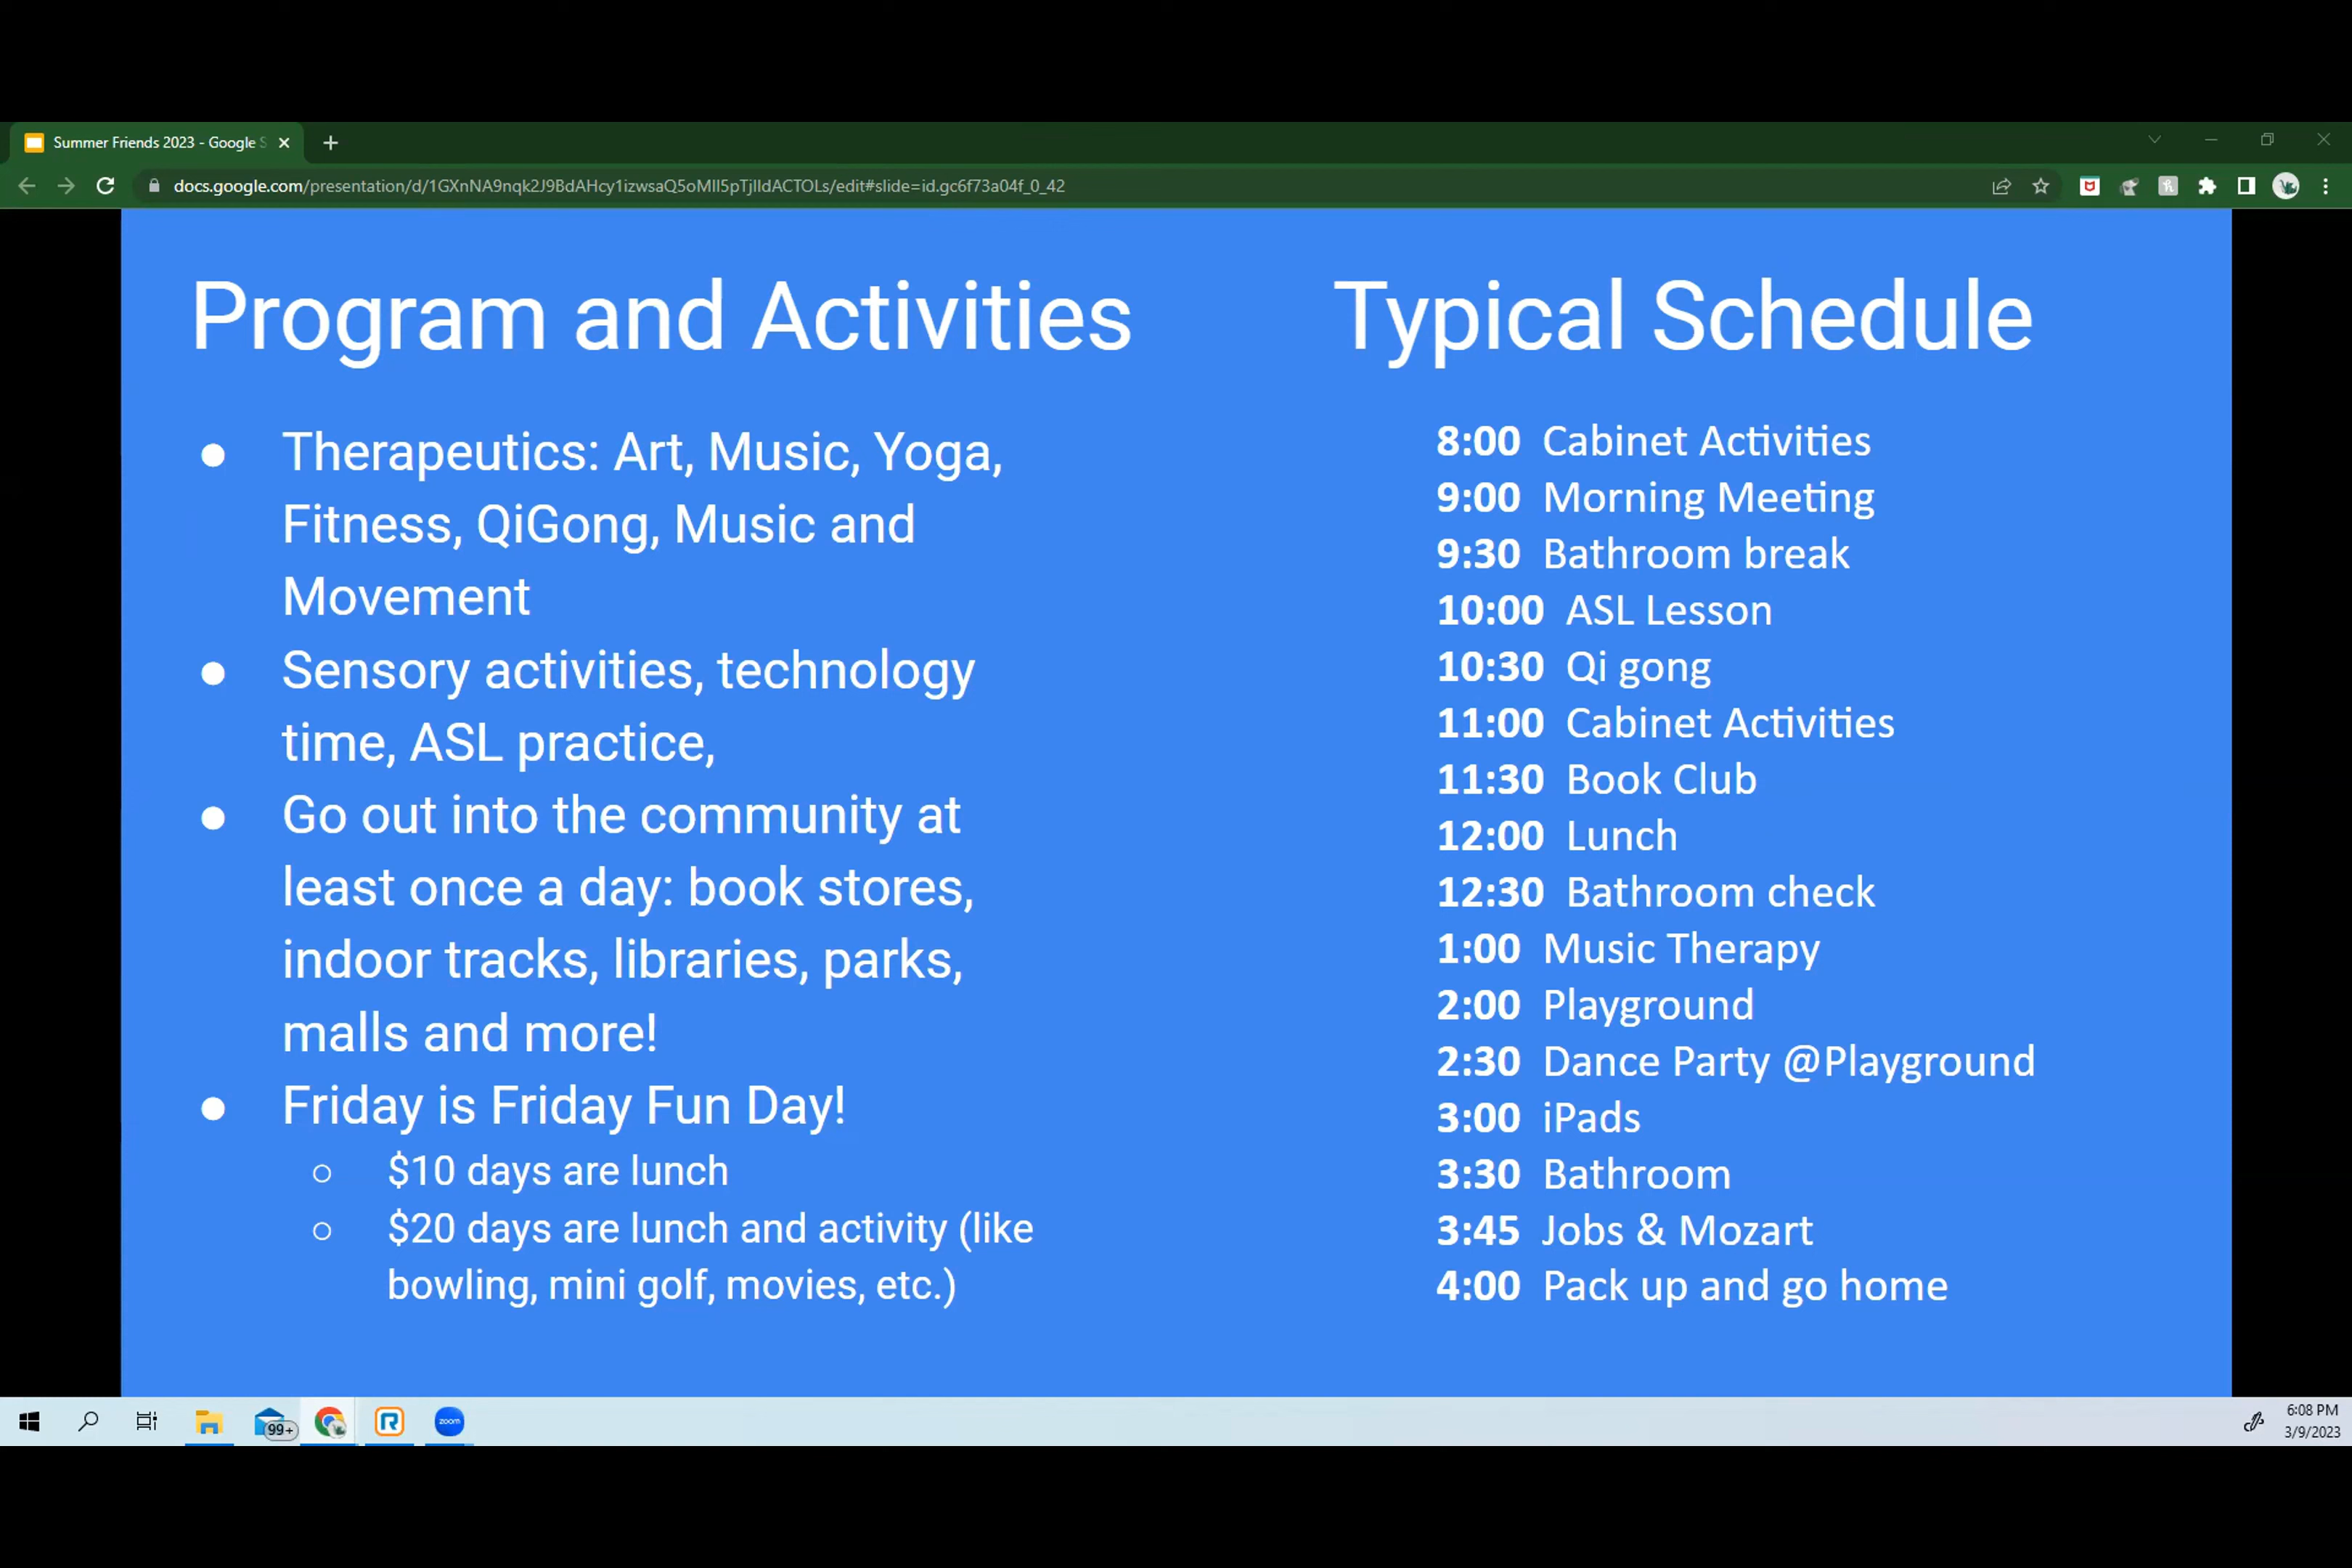 Summer Friends 2023 - Google S
docs.google.com/presentation/d/1GXnNA9nqk2J9BdAHcy1izwsaQ5oMII5pTjIIdACTOLs/edit#slide=id.gc6f73a04f_0_42
Program and Activities
● Therapeutics: Art, Music, Yoga,
Fitness, QiGong, Music and
Movement
● Sensory activities, technology
time, ASL practice,
● Go out into the community at
least once a day: book stores,
indoor tracks, libraries, parks,
malls and more!
● Friday is Friday Fun Day!
○ $10 days are lunch
○ $20 days are lunch and activity (like
bowling, mini golf, movies, etc.)
Typical Schedule
8:00 Cabinet Activities
9:00 Morning Meeting
9:30 Bathroom break
10:00 ASL Lesson
10:30 Qi gong
11:00 Cabinet Activities
11:30 Book Club
12:00 Lunch
12:30 Bathroom check
1:00 Music Therapy
2:00 Playground
2:30 Dance Party @Playground
3:00 iPads
3:30 Bathroom
3:45 Jobs & Mozart
4:00 Pack up and go home
99+
R
zoom
6:08 PM
3/9/2023